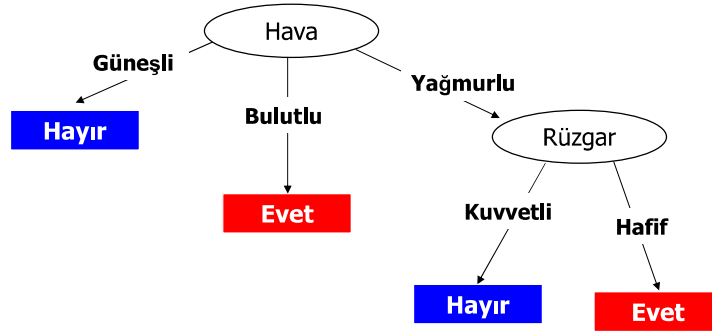 Hava
Güneşli
Yağmurlu
Bulutlu
Hayır
Rüzgar
Evet
Kuvvetli
Hafif
Hayır
Evet